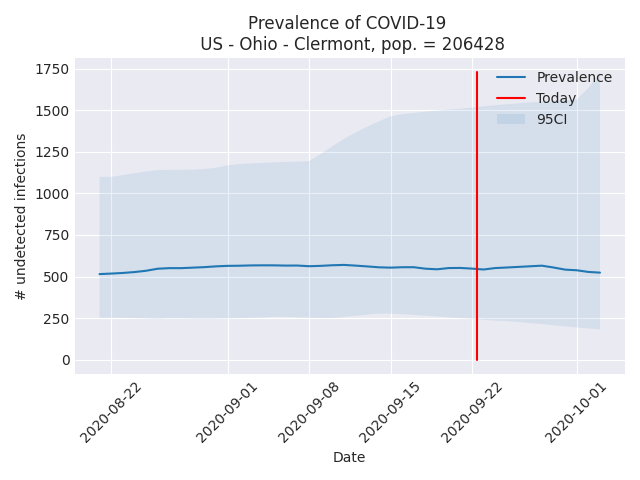 Prevalence of COVID-19
US - Ohio - Clermont, pop. = 206428
1750
1500
1250
1000
750
500
250
0
# undetected infections
Prevalence
Today
95CI
2020-08-22
2020-09-01
2020-09-08
2020-09-15
2020-09-22
2020-10-01
Date